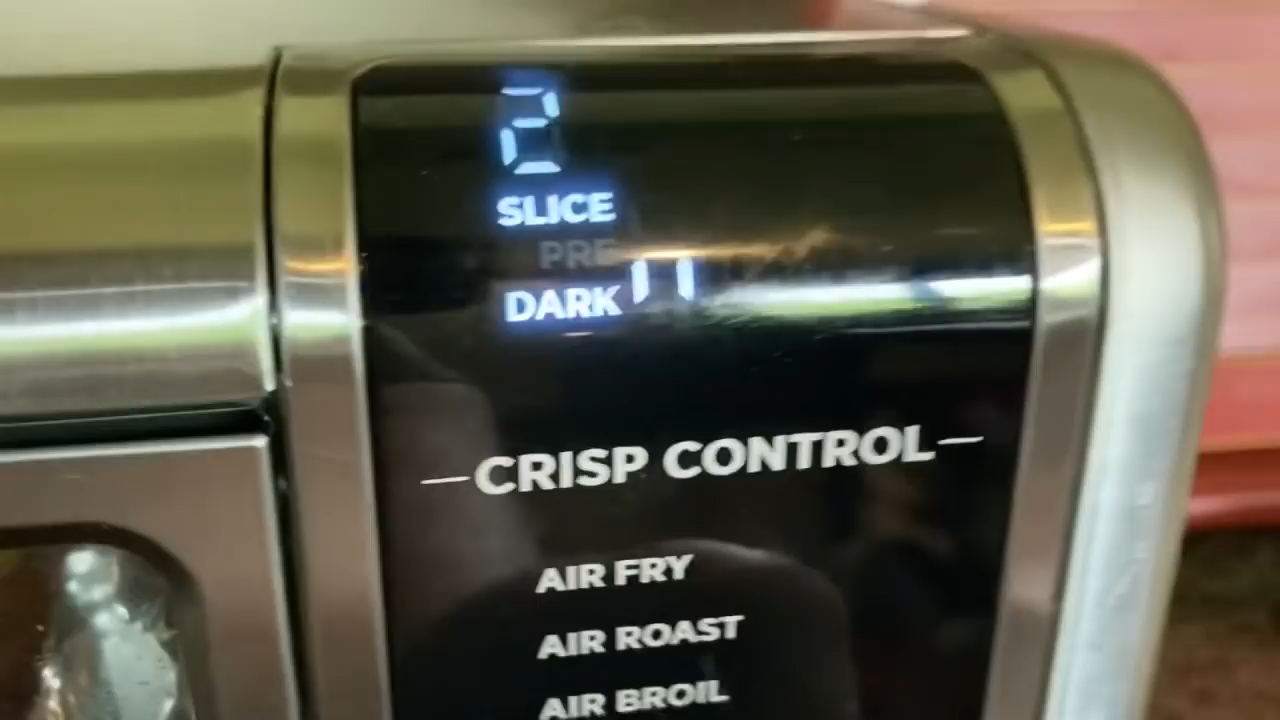 2
SLICE
PRE
DARK
CRISP CONTROL
AIR FRY
AIR ROAST
AIR BROIL